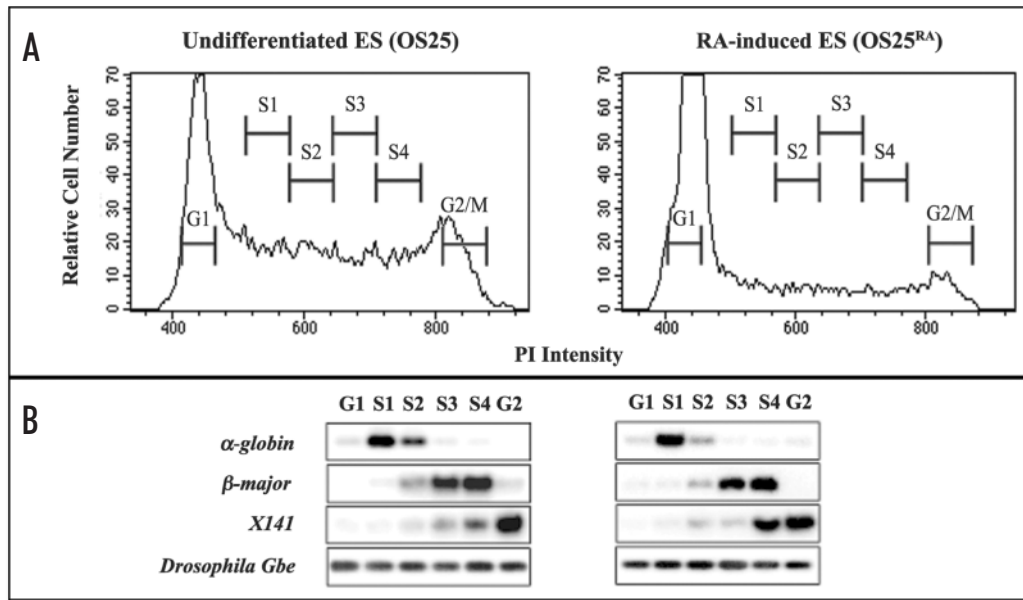 A
Undifferentiated ES (OS25)
RA-induced ES (OS25RA)
Relative Cell Number
70
60
50
40
30
20
10
0
S1
S3
S2
S4
G1
G2/M
400
600
800
70
60
50
40
30
20
10
0
S1
S3
S2
S4
G1
G2/M
400
600
800
PI Intensity
B
G1 S1 S2 S3 S4 G2
G1 S1 S2 S3 S4 G2
α-globin
β-major
X141
Drosophila Gbe